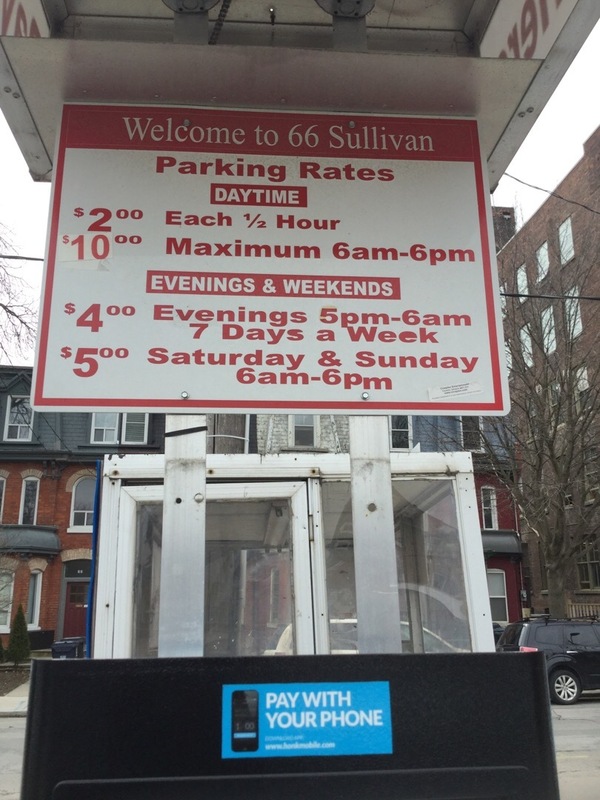 Welcome to 66 Sullivan
Parking Rates
DAYTIME
$2.00 Each ½ Hour
$10.00 Maximum 6am-6pm
EVENINGS & WEEKENDS
$4.00 Evenings 5pm-6am
7 Days a Week
$5.00 Saturday & Sunday
6am-6pm
PAY WITH
YOUR PHONE
www.honkmobile.com